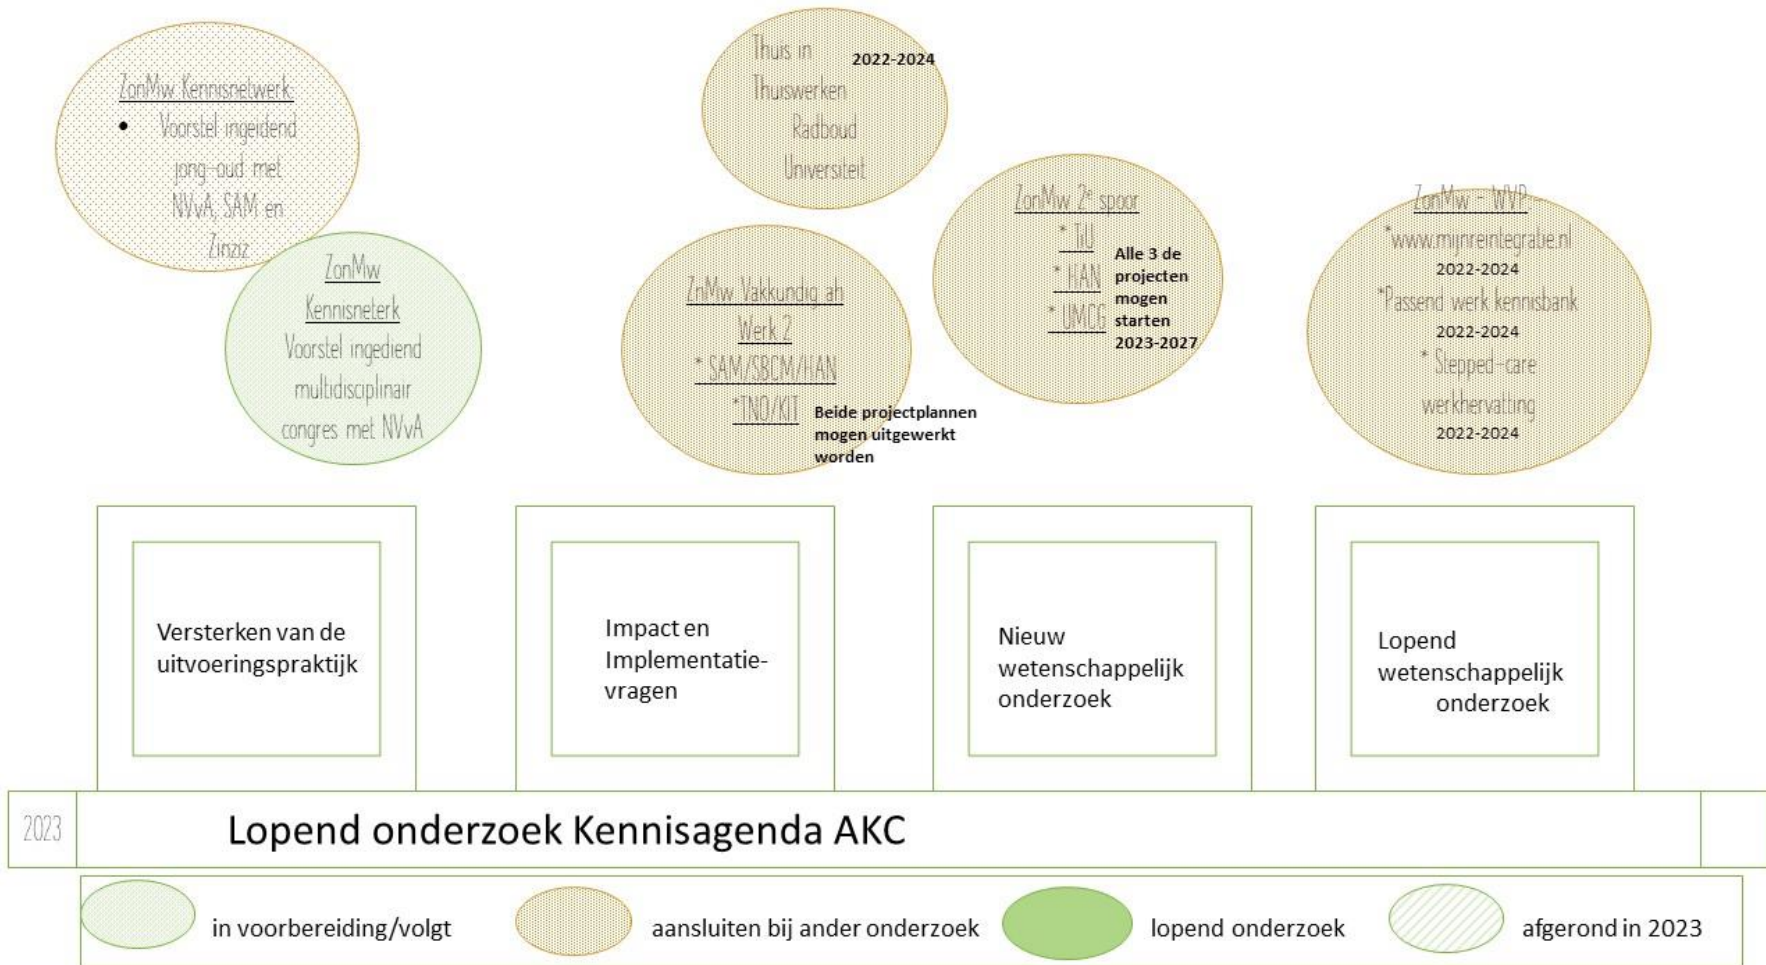 ZonMw Kennisnetwerk:
• Voorstel ingeidend
jong-oud met
NVvA, SAM en
Zinziz
ZonMw
Kennisneterk
Voorstel ingediend
multidisciplinair
congres met NVvA
Thuis in
Thuiswerken
Radboud
Universiteit
2022-2024
ZnMw Vakkundig ah
Werk 2
* SAM/SBCM/HAN
*TNO/KIT
Beide projectplannen
mogen uitgewerkt
worden
ZonMw 2e spoor
* TiU
* HAN
* UMCG
Alle 3 de
projecten
mogen
starten
2023-2027
ZonMw - WVP:
*www.mijnreintegratie.nl
2022-2024
*Passend werk kennisbank
2022-2024
* Stepped-care
werkhervatting
2022-2024
Versterken van de
uitvoeringspraktijk
Impact en
Implementatie-
vragen
Nieuw
wetenschappelijk
onderzoek
Lopend
wetenschappelijk
onderzoek
2023
Lopend onderzoek Kennisagenda AKC
in voorbereiding/volgt
aansluiten bij ander onderzoek
lopend onderzoek
afgerond in 2023